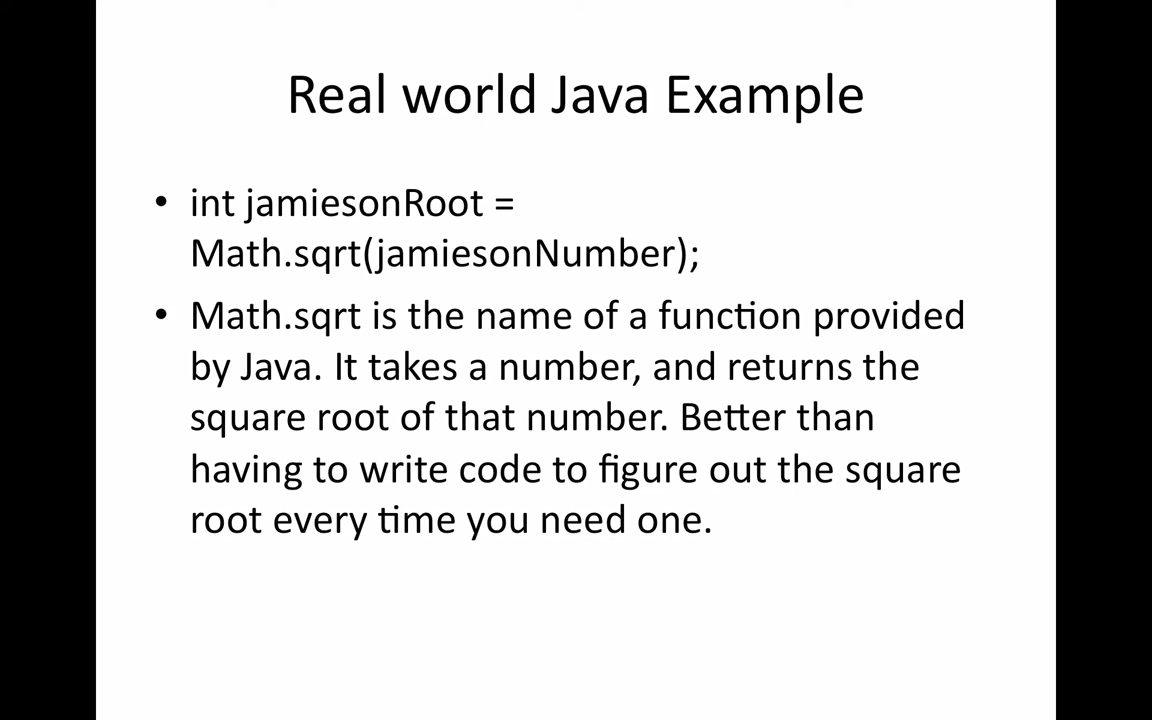 Real world Java Example
• int jamiesonRoot =
Math.sqrt(jamiesonNumber);
• Math.sqrt is the name of a function provided
by Java. It takes a number, and returns the
square root of that number. Better than
having to write code to figure out the square
root every time you need one.